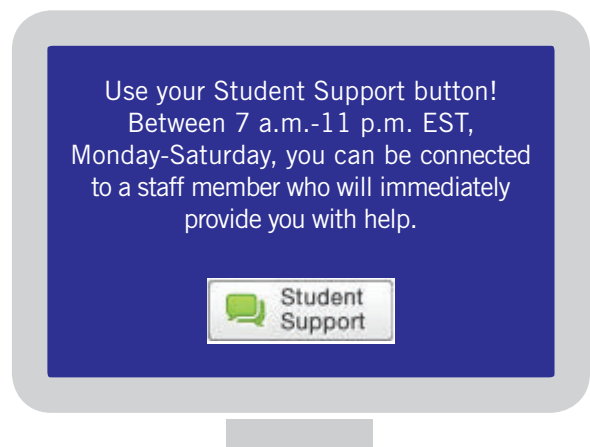 Use your Student Support button!
Between 7 a.m.-11 p.m. EST,
Monday-Saturday, you can be connected
to a staff member who will immediately
provide you with help.
Student
Support